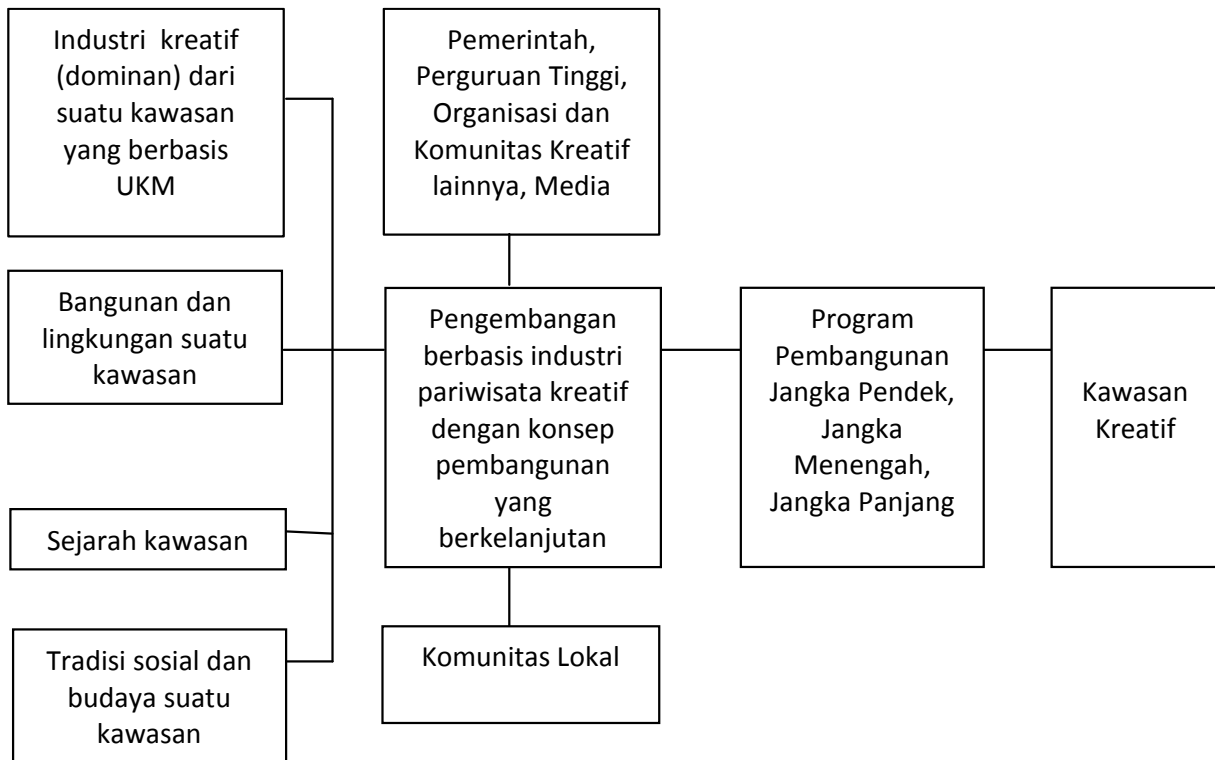 Industri kreatif
(dominan) dari
suatu kawasan
yang berbasis
UKM
Bangunan dan
lingkungan suatu
kawasan
Sejarah kawasan
Tradisi sosial dan
budaya suatu
kawasan
Pemerintah,
Perguruan Tinggi,
Organisasi dan
Komunitas Kreatif
lainnya, Media
Pengembangan
berbasis industri
pariwisata kreatif
dengan konsep
pembangunan
yang
berkelanjutan
Komunitas Lokal
Program
Pembangunan
Jangka Pendek,
Jangka
Menengah,
Jangka Panjang
Kawasan
Kreatif